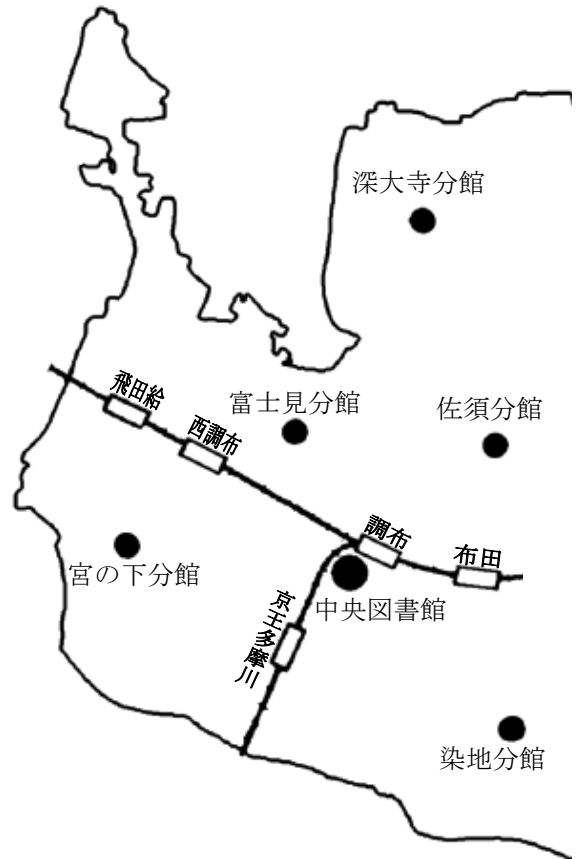 深大寺分館
飛田給
富士見分館
佐須分館
西調布
調布
布田
宮の下分館
中央図書館
京王多摩川
染地分館